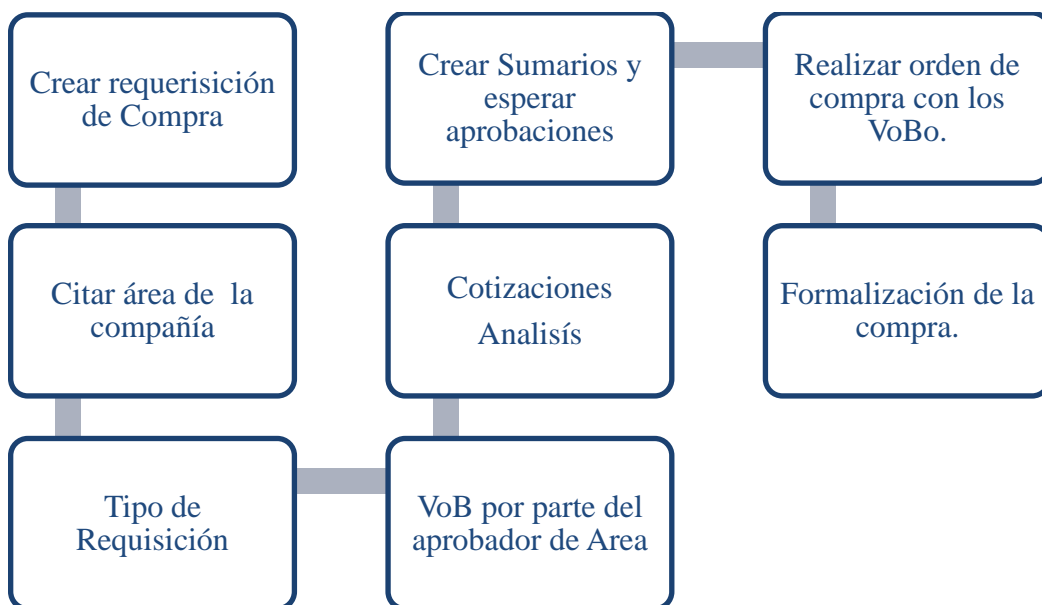 Crear requerisición
de Compra
Citar área de  la
compañía
Tipo de
Requisición
VoB por parte del
aprobador de Area
Cotizaciones
Analisís
Crear Sumarios y
esperar
aprobaciones
Realizar orden de
compra con los
VoBo.
Formalización de la
compra.